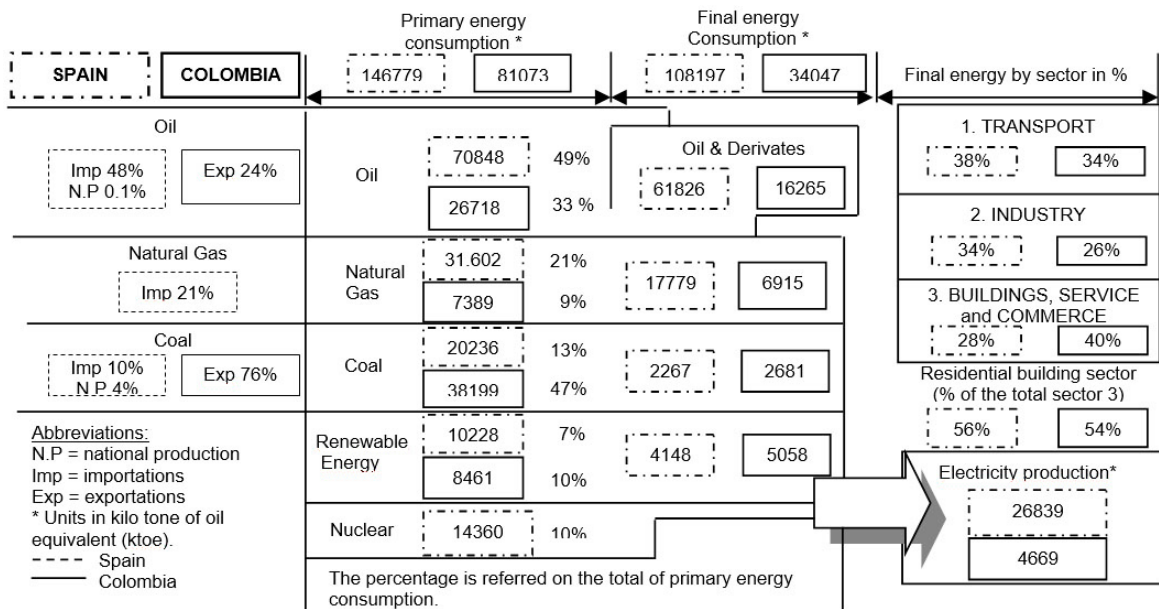 Primary energy
consumption *
Final energy
Consumption *
SPAIN COLOMBIA 146779 81073 108197 34047 Final energy by sector in %
Oil
Imp 48%
N.P 0.1%
Exp 24%
Oil
70848 49%
26718 33 %
Oil & Derivates
61826 16265
1. TRANSPORT
38% 34%
2. INDUSTRY
34% 26%
3. BUILDINGS, SERVICE
and COMMERCE
28% 40%
Natural Gas
Imp 21%
Natural
Gas
31.602 21%
7389 9%
17779 6915
Coal
Imp 10%
N.P 4%
Exp 76%
Coal
20236 13%
38199 47%
2267 2681
Residential building sector
(% of the total sector 3)
56% 54%
Abbreviations:
N.P = national production
Imp = importations
Exp = exportations
* Units in kilo tone of oil
equivalent (ktoe).
Spain
Colombia
Renewable
Energy
10228 7%
8461 10%
4148 5058
Nuclear
14360 10%
Electricity production*
26839
4669
The percentage is referred on the total of primary energy
consumption.